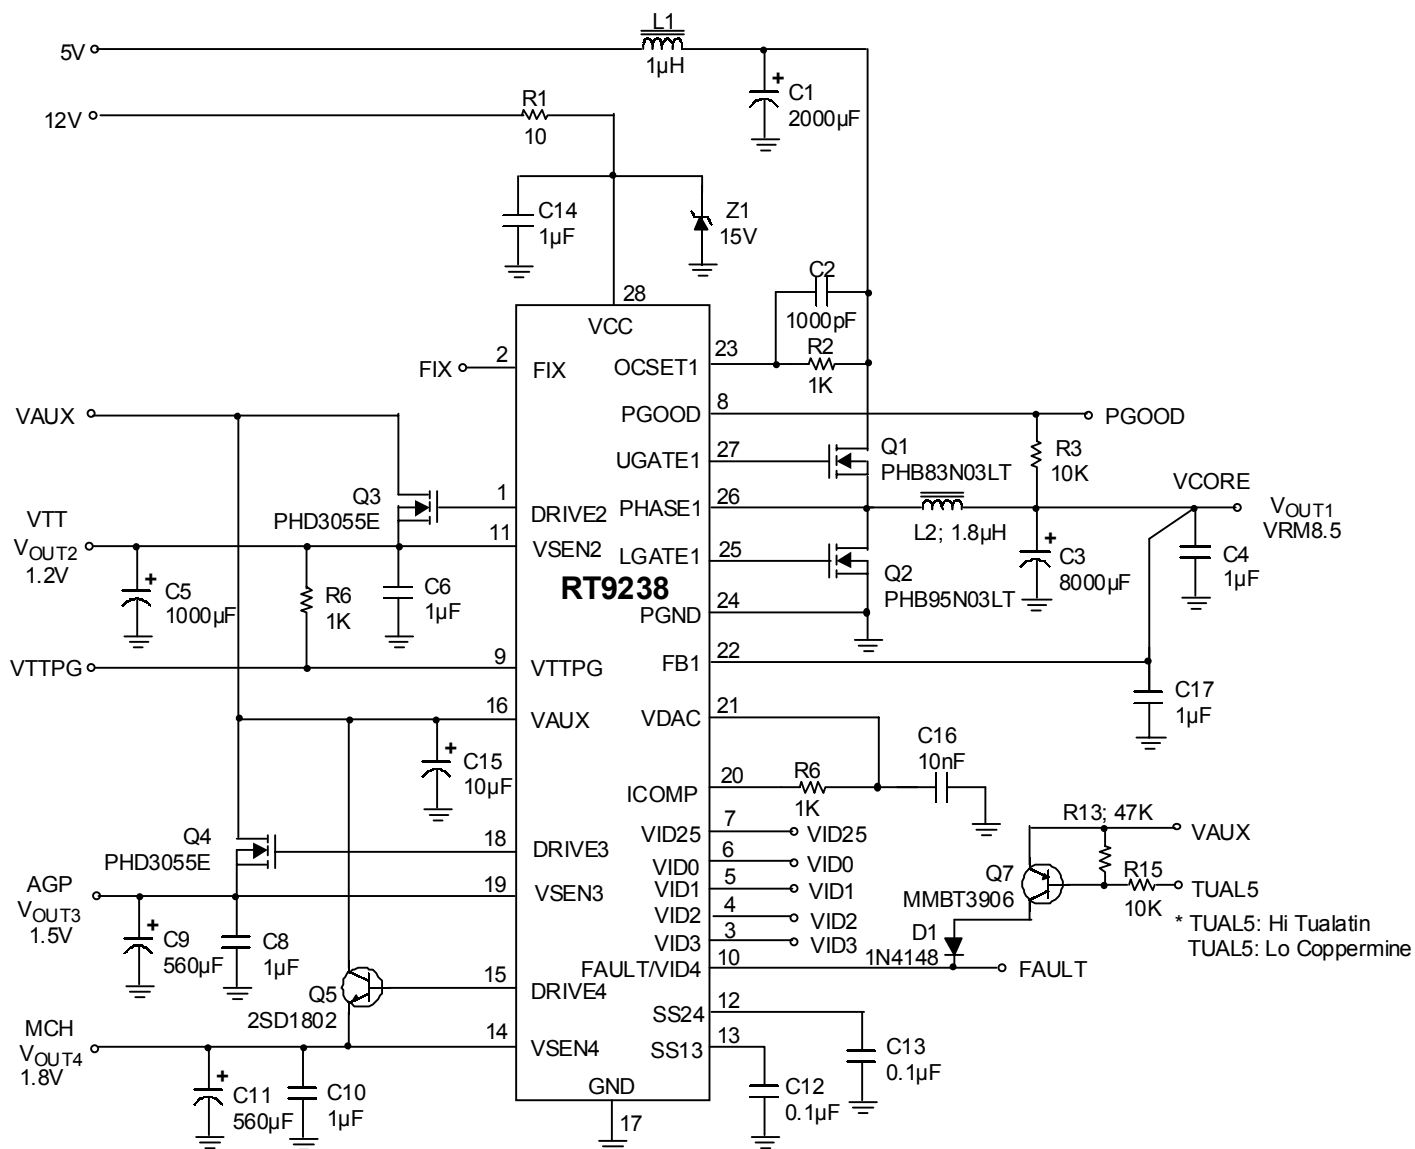 L1
5V
1µH
C1
2000µF
R1
12V
10
C14
1µF
Z1
15V
C2
1000pF
28
VCC
23
R2
2
FIX
FIX
OCSET1
1K
VAUX
8
PGOOD
PGOOD
27
Q1
R3
UGATE1
PHB83N03LT
10K
Q3
1
26
VCORE
PHD3055E
DRIVE2
PHASE1
VOUT1
VTT
11
L2; 1.8µH
VRM8.5
VOUT2
VSEN2
25
1.2V
LGATE1
C3
C4
C5
R6
C6
RT9238
Q2
8000µF
1µF
1000µF
1K
1µF
24
PHB95N03LT
PGND
9
22
VTTPG
VTTPG
FB1
16
21
C17
VAUX
VDAC
1µF
C15
C16
10µF
20
R6
10nF
ICOMP
1K
R13; 47K
7
VID25
VID25
VAUX
Q4
18
6
PHD3055E
DRIVE3
VID0
VID0
R15
AGP
19
5
Q7
TUAL5
VOUT3
VSEN3
VID1
VID1
MMBT3906
10K
1.5V
4
VID2
VID2
* TUAL5: Hi Tualatin
C9
C8
3
D1
TUAL5: Lo Coppermine
560µF
1µF
VID3
VID3
1N4148
15
10
FAULT/VID4
FAULT
Q5
DRIVE4
2SD1802
12
MCH
14
SS24
VOUT4
VSEN4
13
C13
1.8V
SS13
0.1µF
C11
C10
GND
C12
560µF
1µF
17
0.1µF